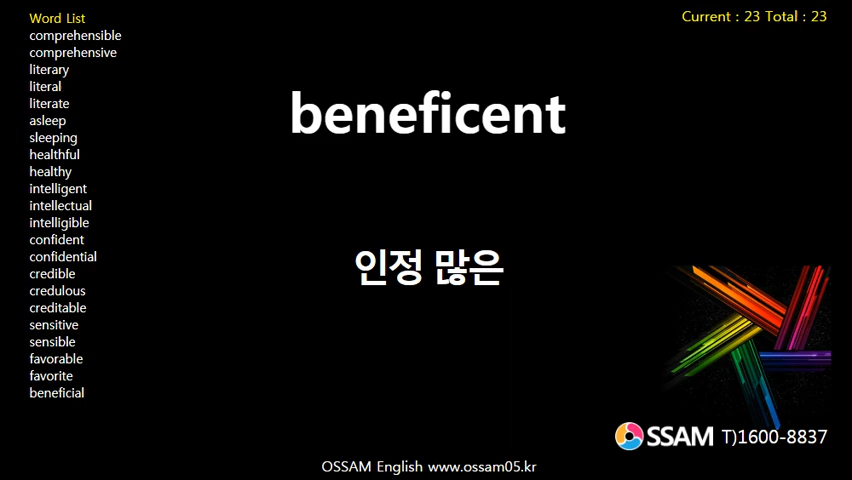 Word List
comprehensible
comprehensive
literary
literal
literate
asleep
sleeping
healthful
healthy
intelligent
intellectual
intelligible
confident
confidential
credible
credulous
creditable
sensitive
sensible
favorable
favorite
beneficial
Current : 23 Total : 23
beneficent
인정 많은
OSSAM T)1600-8837
OSSAM English www.ossam05.kr